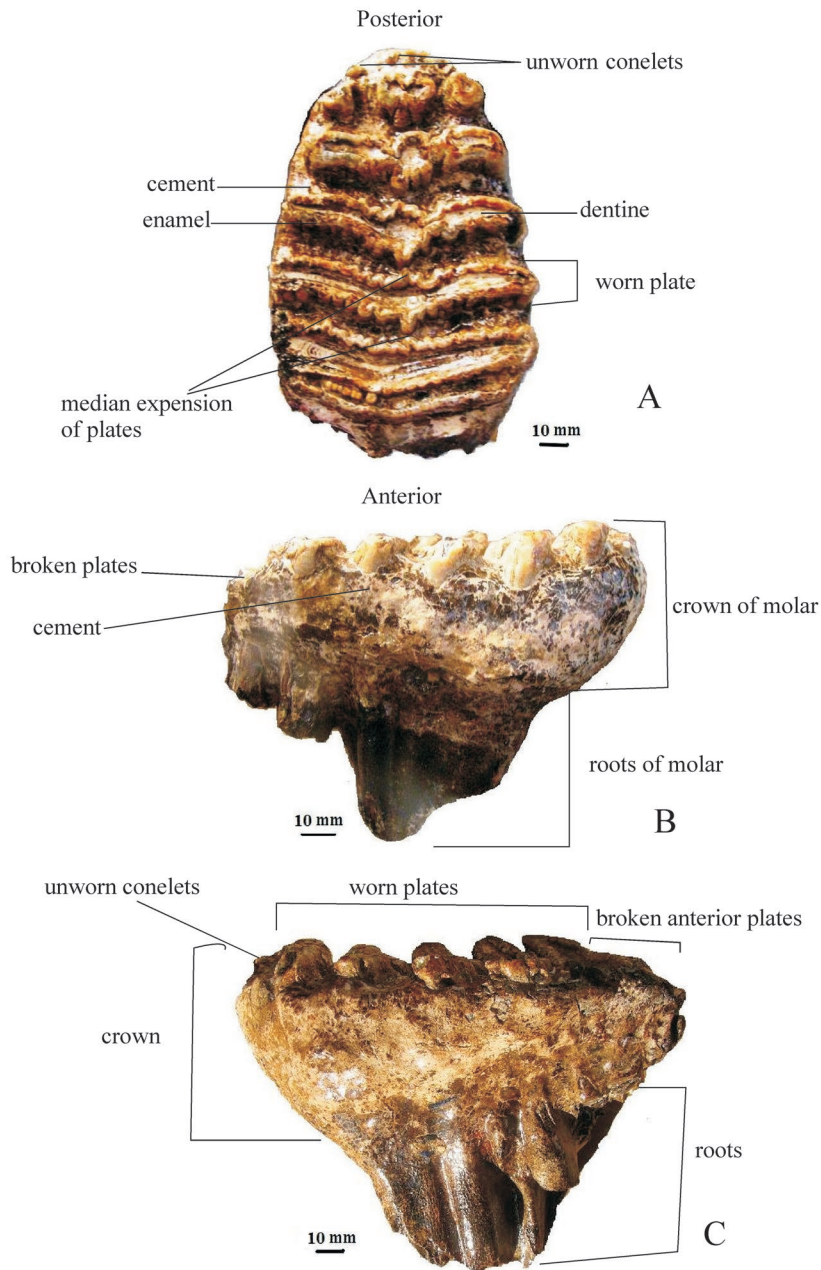 Posterior
unworn conelets
cement
enamel
dentine
worn plate
median expension
of plates
A
10 mm
Anterior
broken plates
cement
crown of molar
roots of molar
10 mm
B
unworn conelets
worn plates
broken anterior plates
crown
roots
10 mm
C